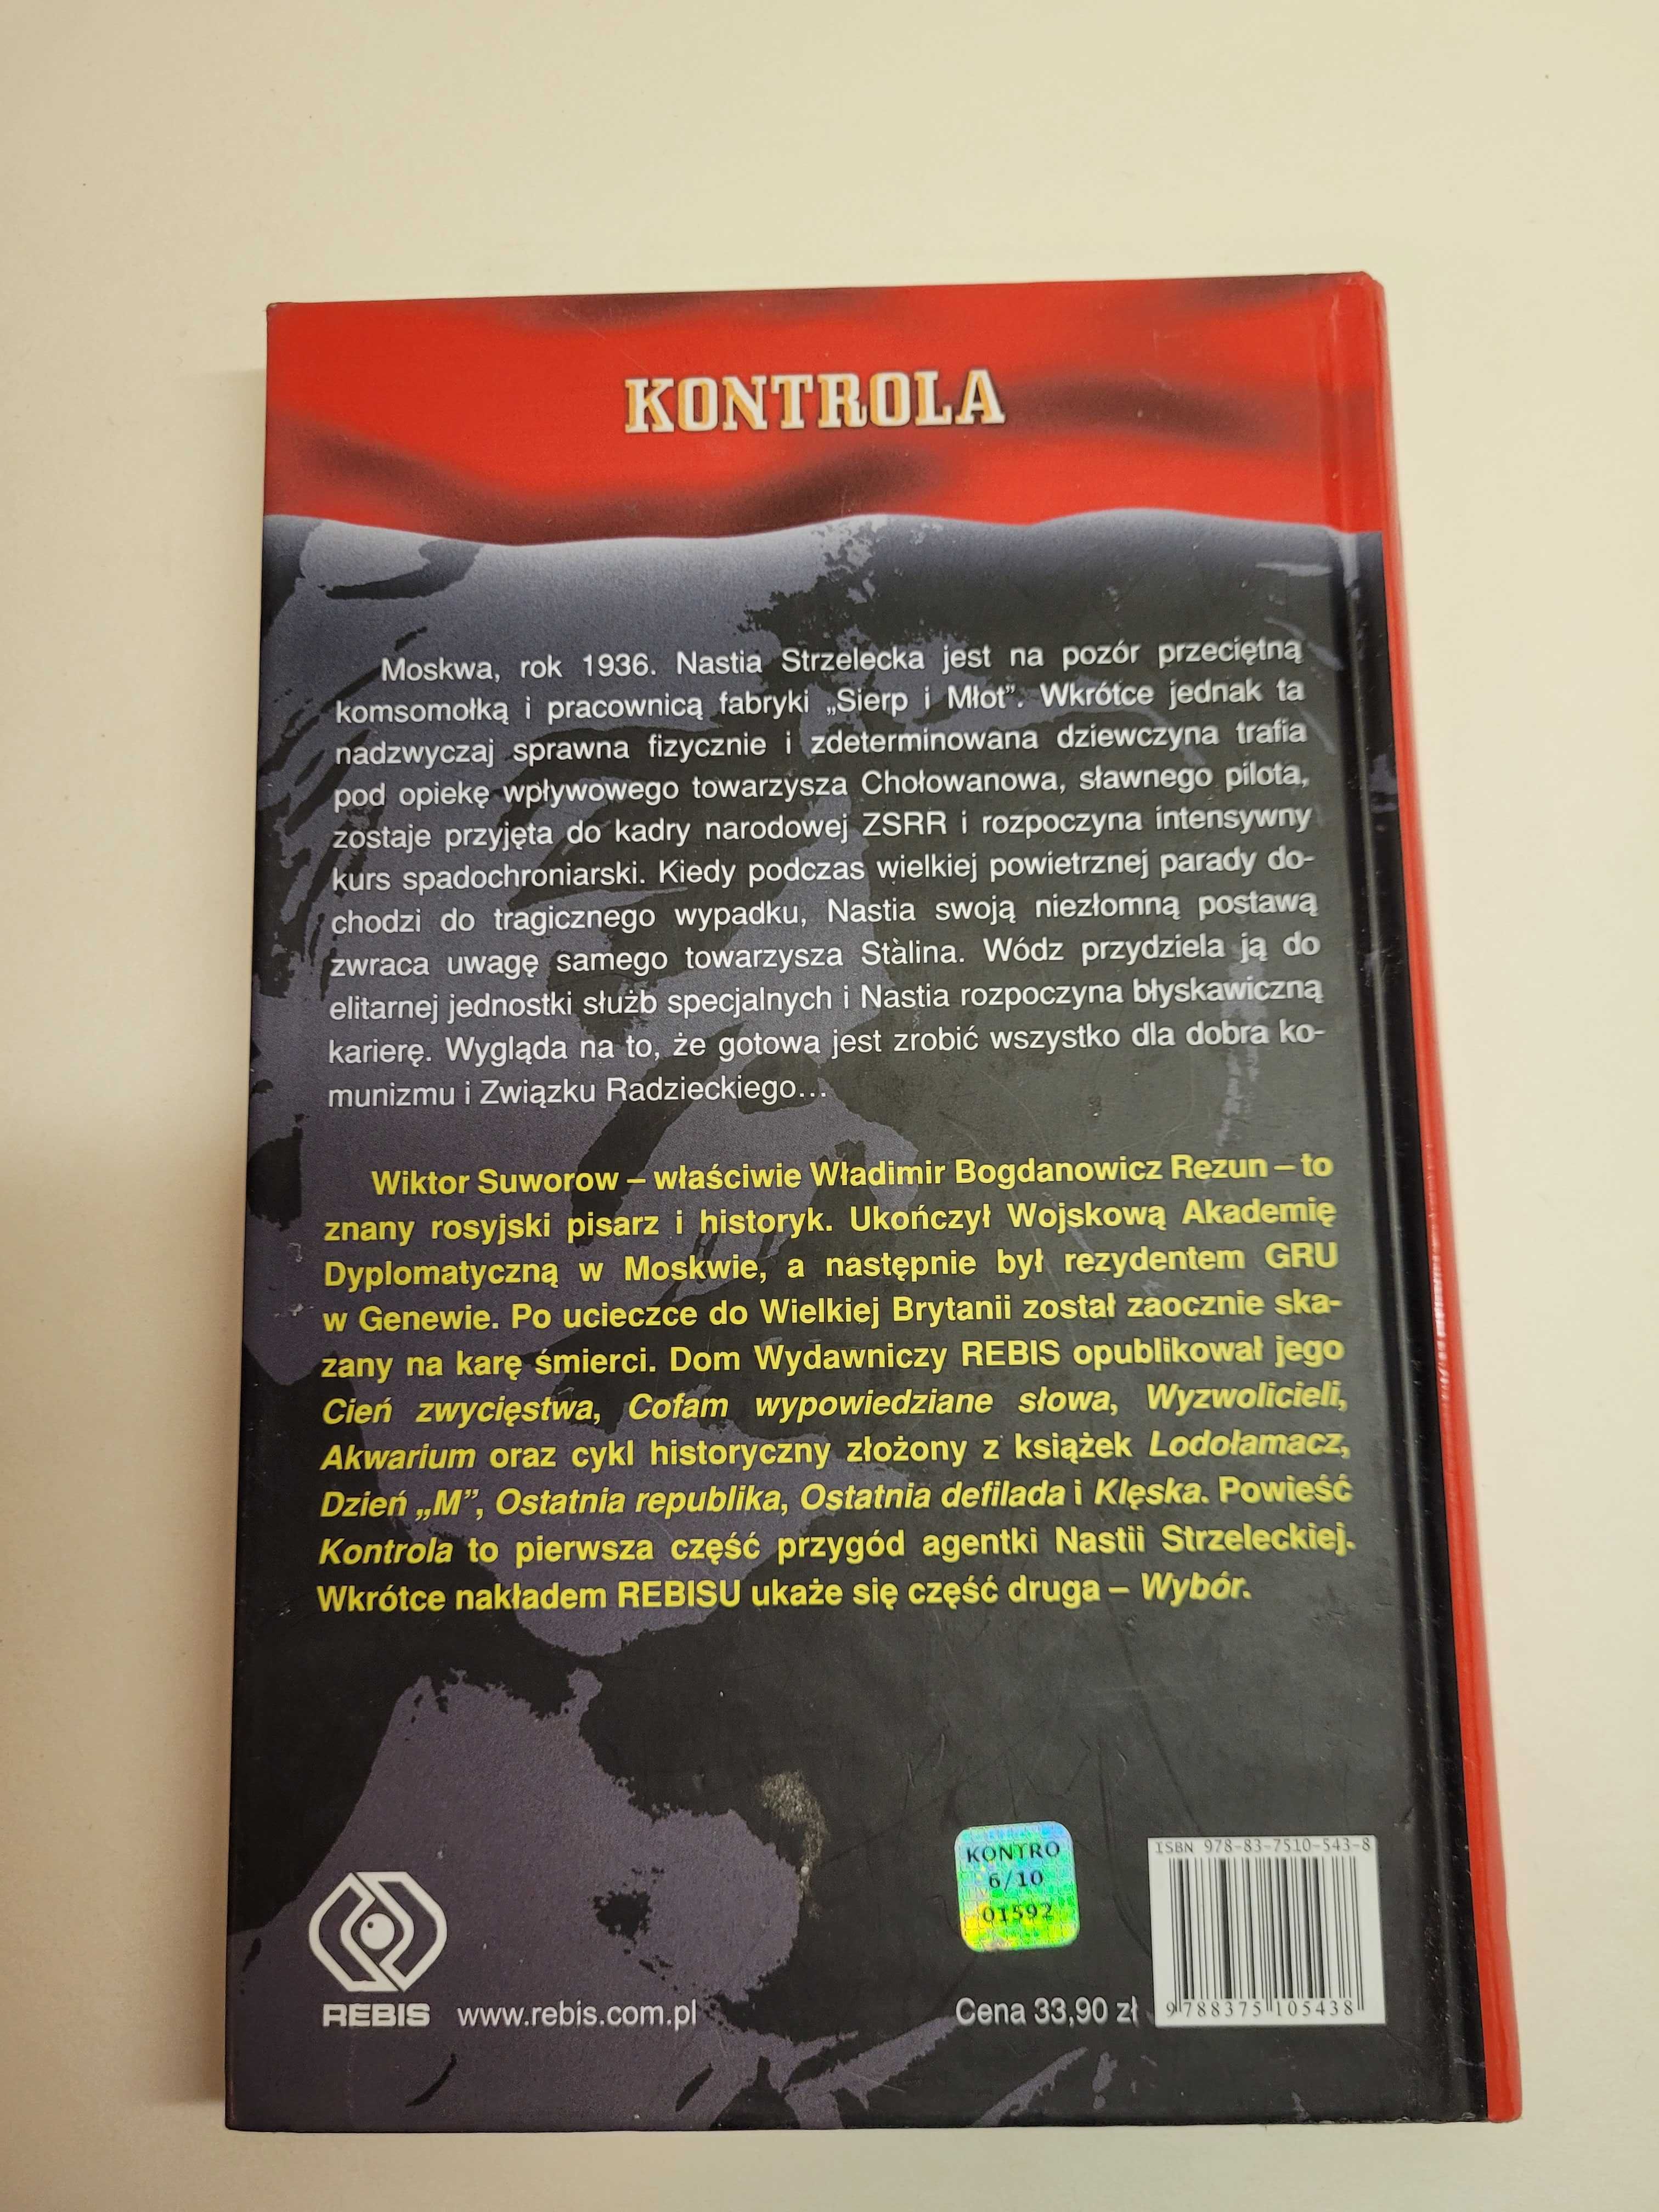 KONTROLA
Moskwa, rok 1936. Nastia Strzelecka jest na pozór przeciętną
komsomołką i pracownicą fabryki „Sierp i Młot”. Wkrótce jednak ta
nadzwyczaj sprawna fizycznie i zdeterminowana dziewczyna trafia
pod opiekę wpływowego towarzysza Chołowanowa, sławnego pilota,
zostaje przyjęta do kadry narodowej ZSRR i rozpoczyna intensywny
kurs spadochroniarski. Kiedy podczas wielkiej powietrznej parady do-
chodzi do tragicznego wypadku, Nastia swoją niezłomną postawą
zwraca uwagę samego towarzysza Stalina. Wódz przydziela ją do
elitarnej jednostki służb specjalnych i Nastia rozpoczyna błyskawiczną
karierę. Wygląda na to, że gotowa jest zrobić wszystko dla dobra ko-
munizmu i Związku Radzieckiego...
Wiktor Suworow – właściwie Władimir Bogdanowicz Rezun – to
znany rosyjski pisarz i historyk. Ukończył Wojskową Akademię
Dyplomatyczną w Moskwie, a następnie był rezydentem GRU
w Genewie. Po ucieczce do Wielkiej Brytanii został zaocznie ska-
zany na karę śmierci. Dom Wydawniczy REBIS opublikował jego
Cień zwycięstwa, Cofam wypowiedziane słowa, Wyzwoliciel​i,
Akwarium oraz cykl historyczny złożony z książek Lodołamacz,
Dzień „M”, Ostatnia republika, Ostatnia defilada i Klęska. Powieść
Kontrola to pierwsza część przygód agentki Nastii Strzeleckiej.
Wkrótce nakładem REBISU ukaże się część druga – Wybór.
KONTRO
6/10
01592
ISBN 978-83-7510-543-8
9 788375 105438
REBIS www.rebis.com.pl
Cena 33,90 zł